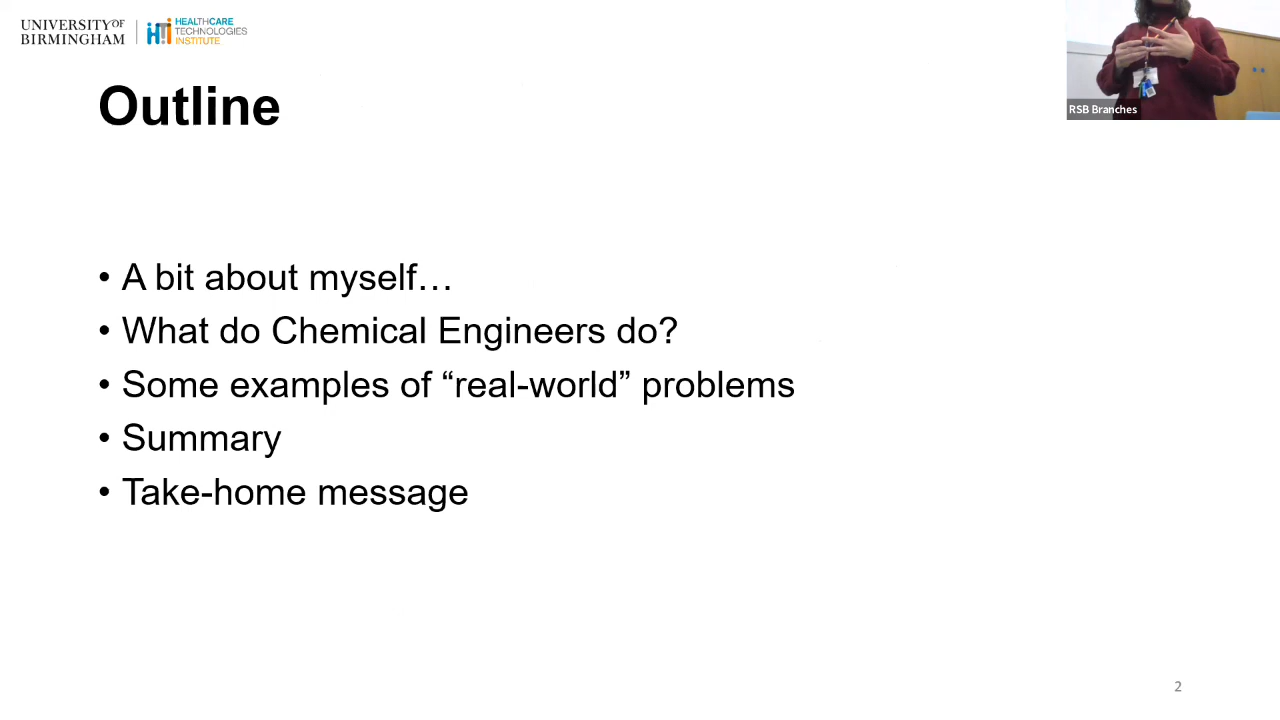 UNIVERSITY OF
BIRMINGHAM
HEALTHCARE
TECHNOLOGIES
INSTITUTE
RSB Branches
Outline
• A bit about myself…
• What do Chemical Engineers do?
• Some examples of “real-world” problems
• Summary
• Take-home message
2